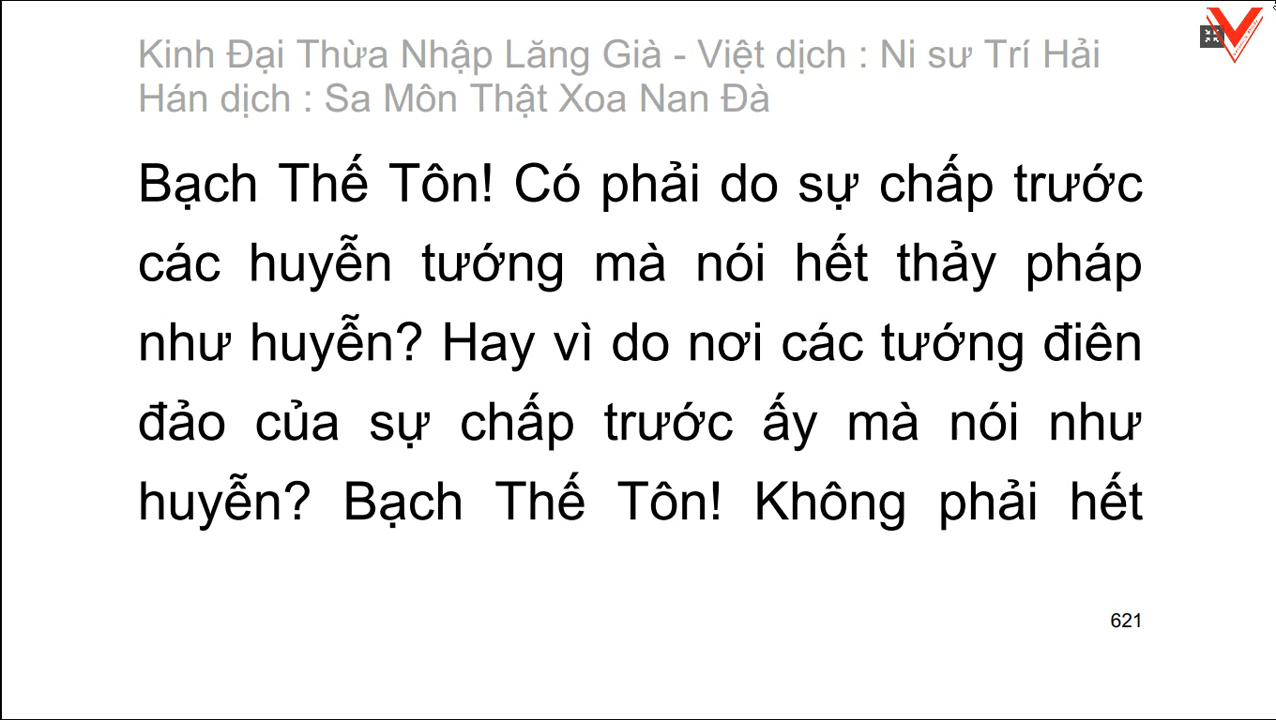 Kinh Đại Thừa Nhập Lăng Già - Việt dịch : Ni sư Trí Hải
Hán dịch : Sa Môn Thật Xoa Nan Đà
Bạch Thế Tôn! Có phải do sự chấp trước
các huyễn tướng mà nói hết thảy pháp
như huyễn? Hay vì do nơi các tướng điên
đảo của sự chấp trước ấy mà nói như
huyễn? Bạch Thế Tôn! Không phải hết
621